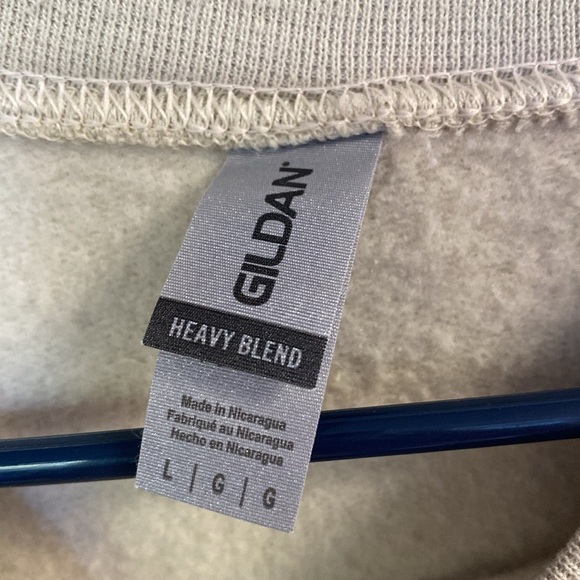 GILDAN
HEAVY BLEND
Made in Nicaragua
Fabriqué au Nicaragua
Hecho en Nicaragua
L | G | G